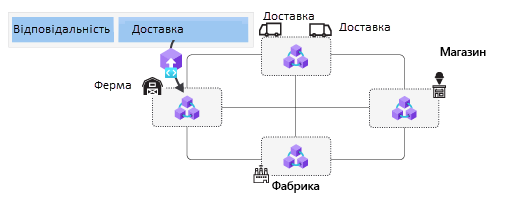 Відповідальність
Доставка
Доставка
Доставка
Магазин
Ферма
Фабрика